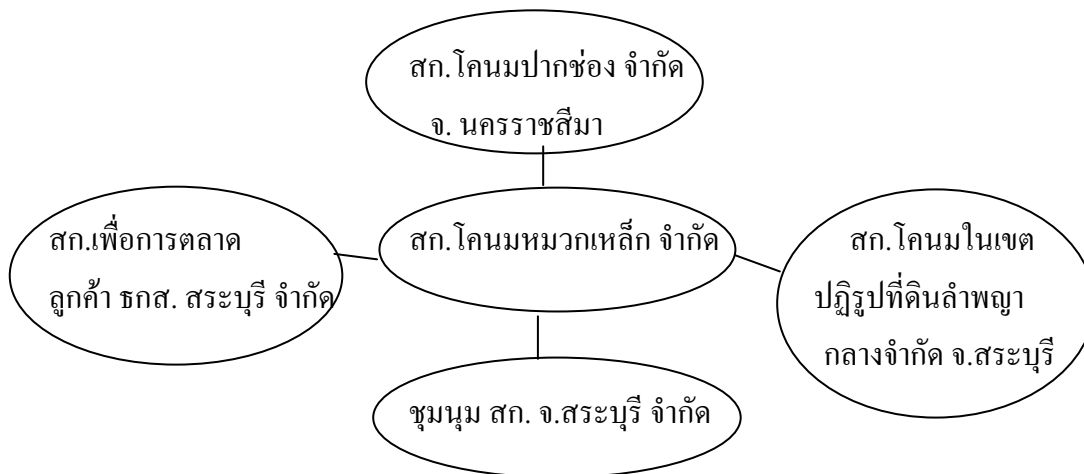 สก.โคนมปากช่อง จำกัด
จ. นครราชสีมา
สก.เพื่อการตลาด
ลูกค้า ธกส. สระบุรี จำกัด
สก.โคนมหมวกเหล็ก จำกัด
สก.โคนมในเขต
ปฏิรูปที่ดินลำพญา
กลางจำกัด จ.สระบุรี
ชุมนุม สก. จ.สระบุรี จำกัด